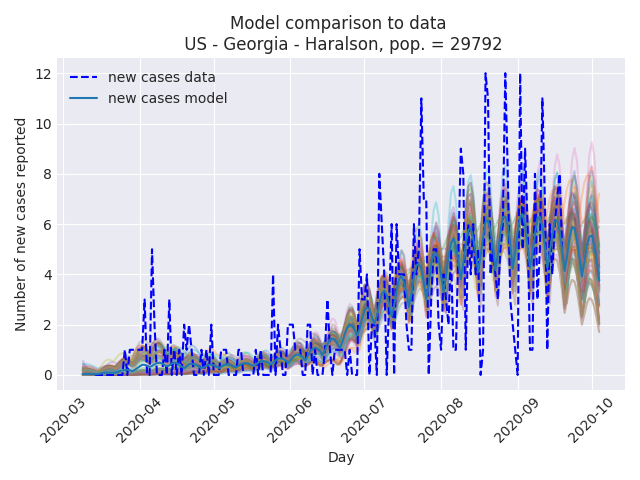 Model comparison to data
US - Georgia - Haralson, pop. = 29792
new cases data
new cases model
Number of new cases reported
12
10
8
6
4
2
0
2020-03
2020-04
2020-05
2020-06
2020-07
2020-08
2020-09
2020-10
Day